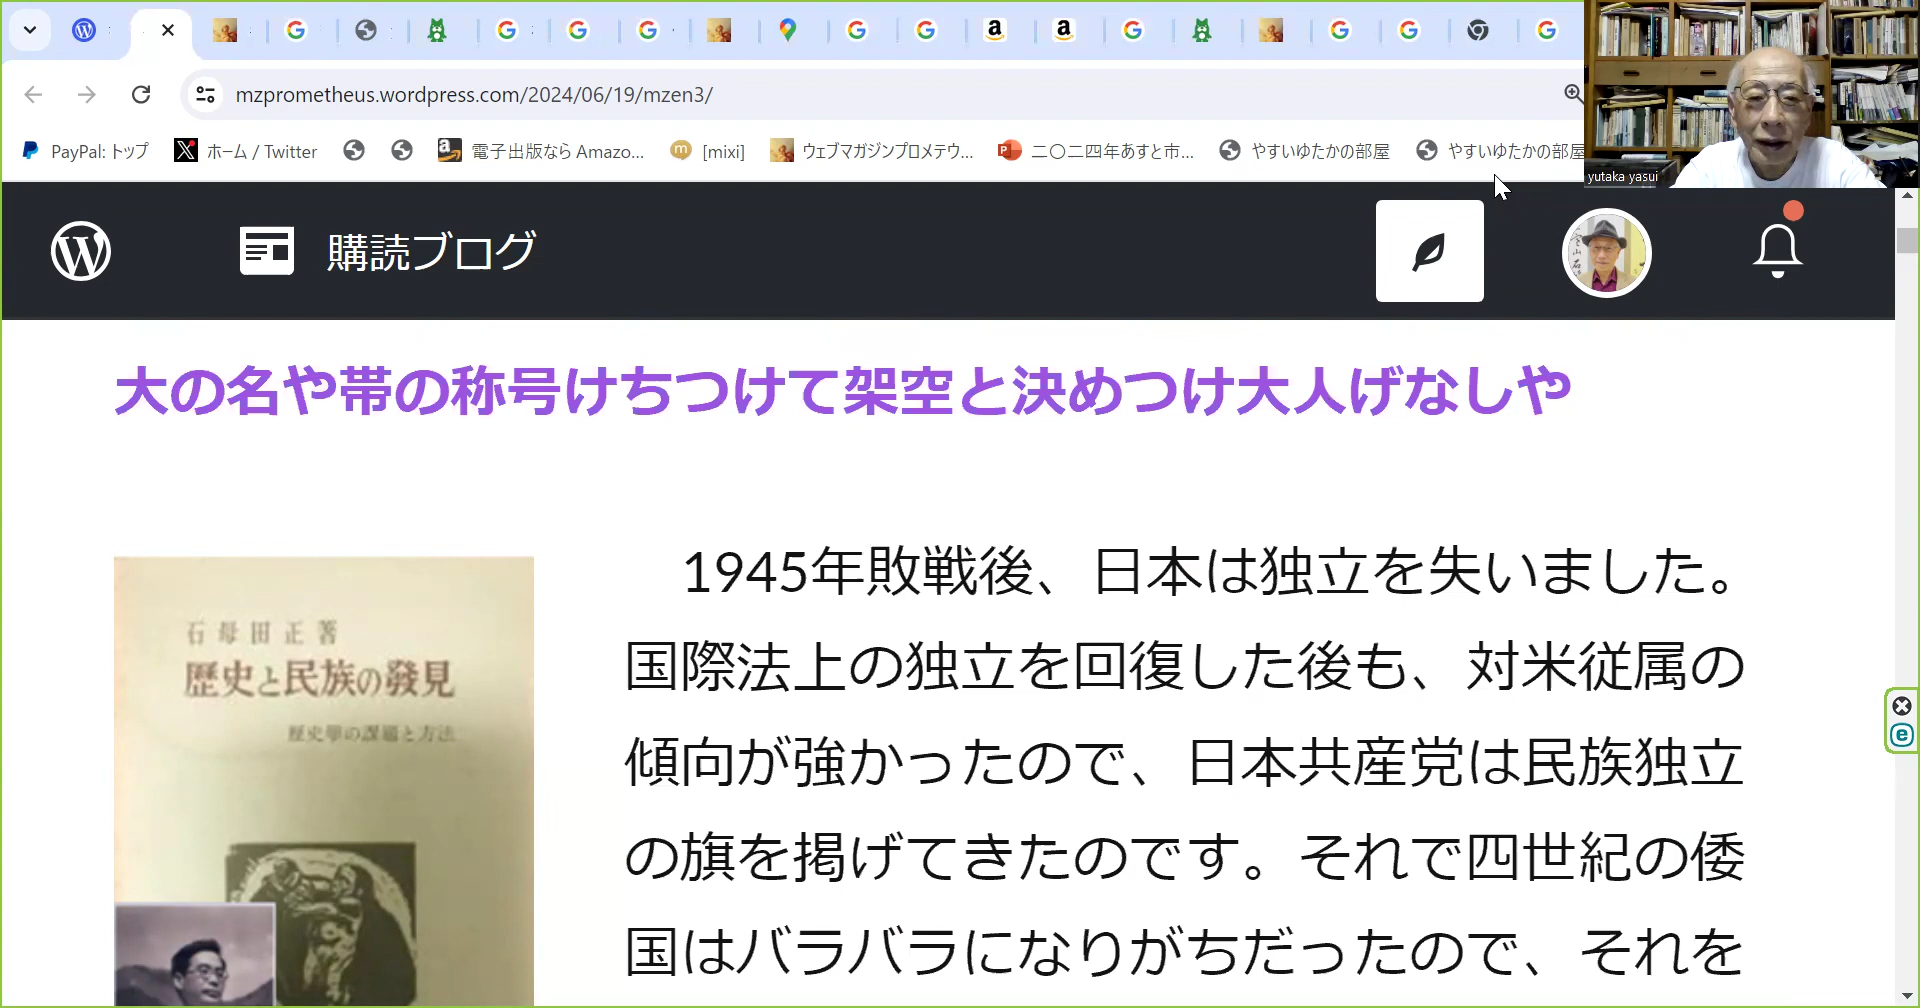 mzprometheus.wordpress.com/2024/06/19/mzen3/
PayPal: トップ
ホーム / Twitter
電子出版なら Amazo...
[mixi]
ウェブマガジンプロメテウ...
二〇二四年あすと市...
やすいゆたかの部屋
やすいゆたかの部屋
yutaka yasui
購読ブログ
大の名や帯の称号けちつけて架空と決めつけ大人げなしや
石母田正著
歴史と民族の發見
歴史學の課題と方法
1945年敗戦後、日本は独立を失いました。
国際法上の独立を回復した後も、対米従属の
傾向が強かったので、日本共産党は民族独立
の旗を掲げてきたのです。それで四世紀の倭
国はバラバラになりがちだったので、それを